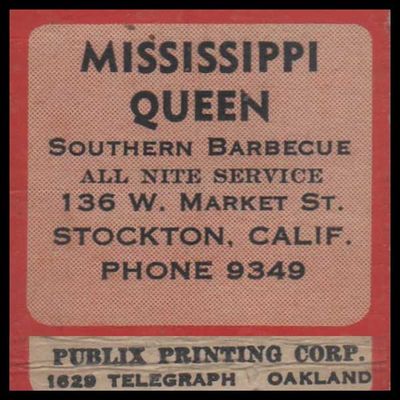 MISSISSIPPI
QUEEN
SOUTHERN BARBECUE
ALL NITE SERVICE
136 W. MARKET ST.
STOCKTON, CALIF.
PHONE 9349
PUBLIX PRINTING CORP.
1629 TELEGRAPH OAKLAND